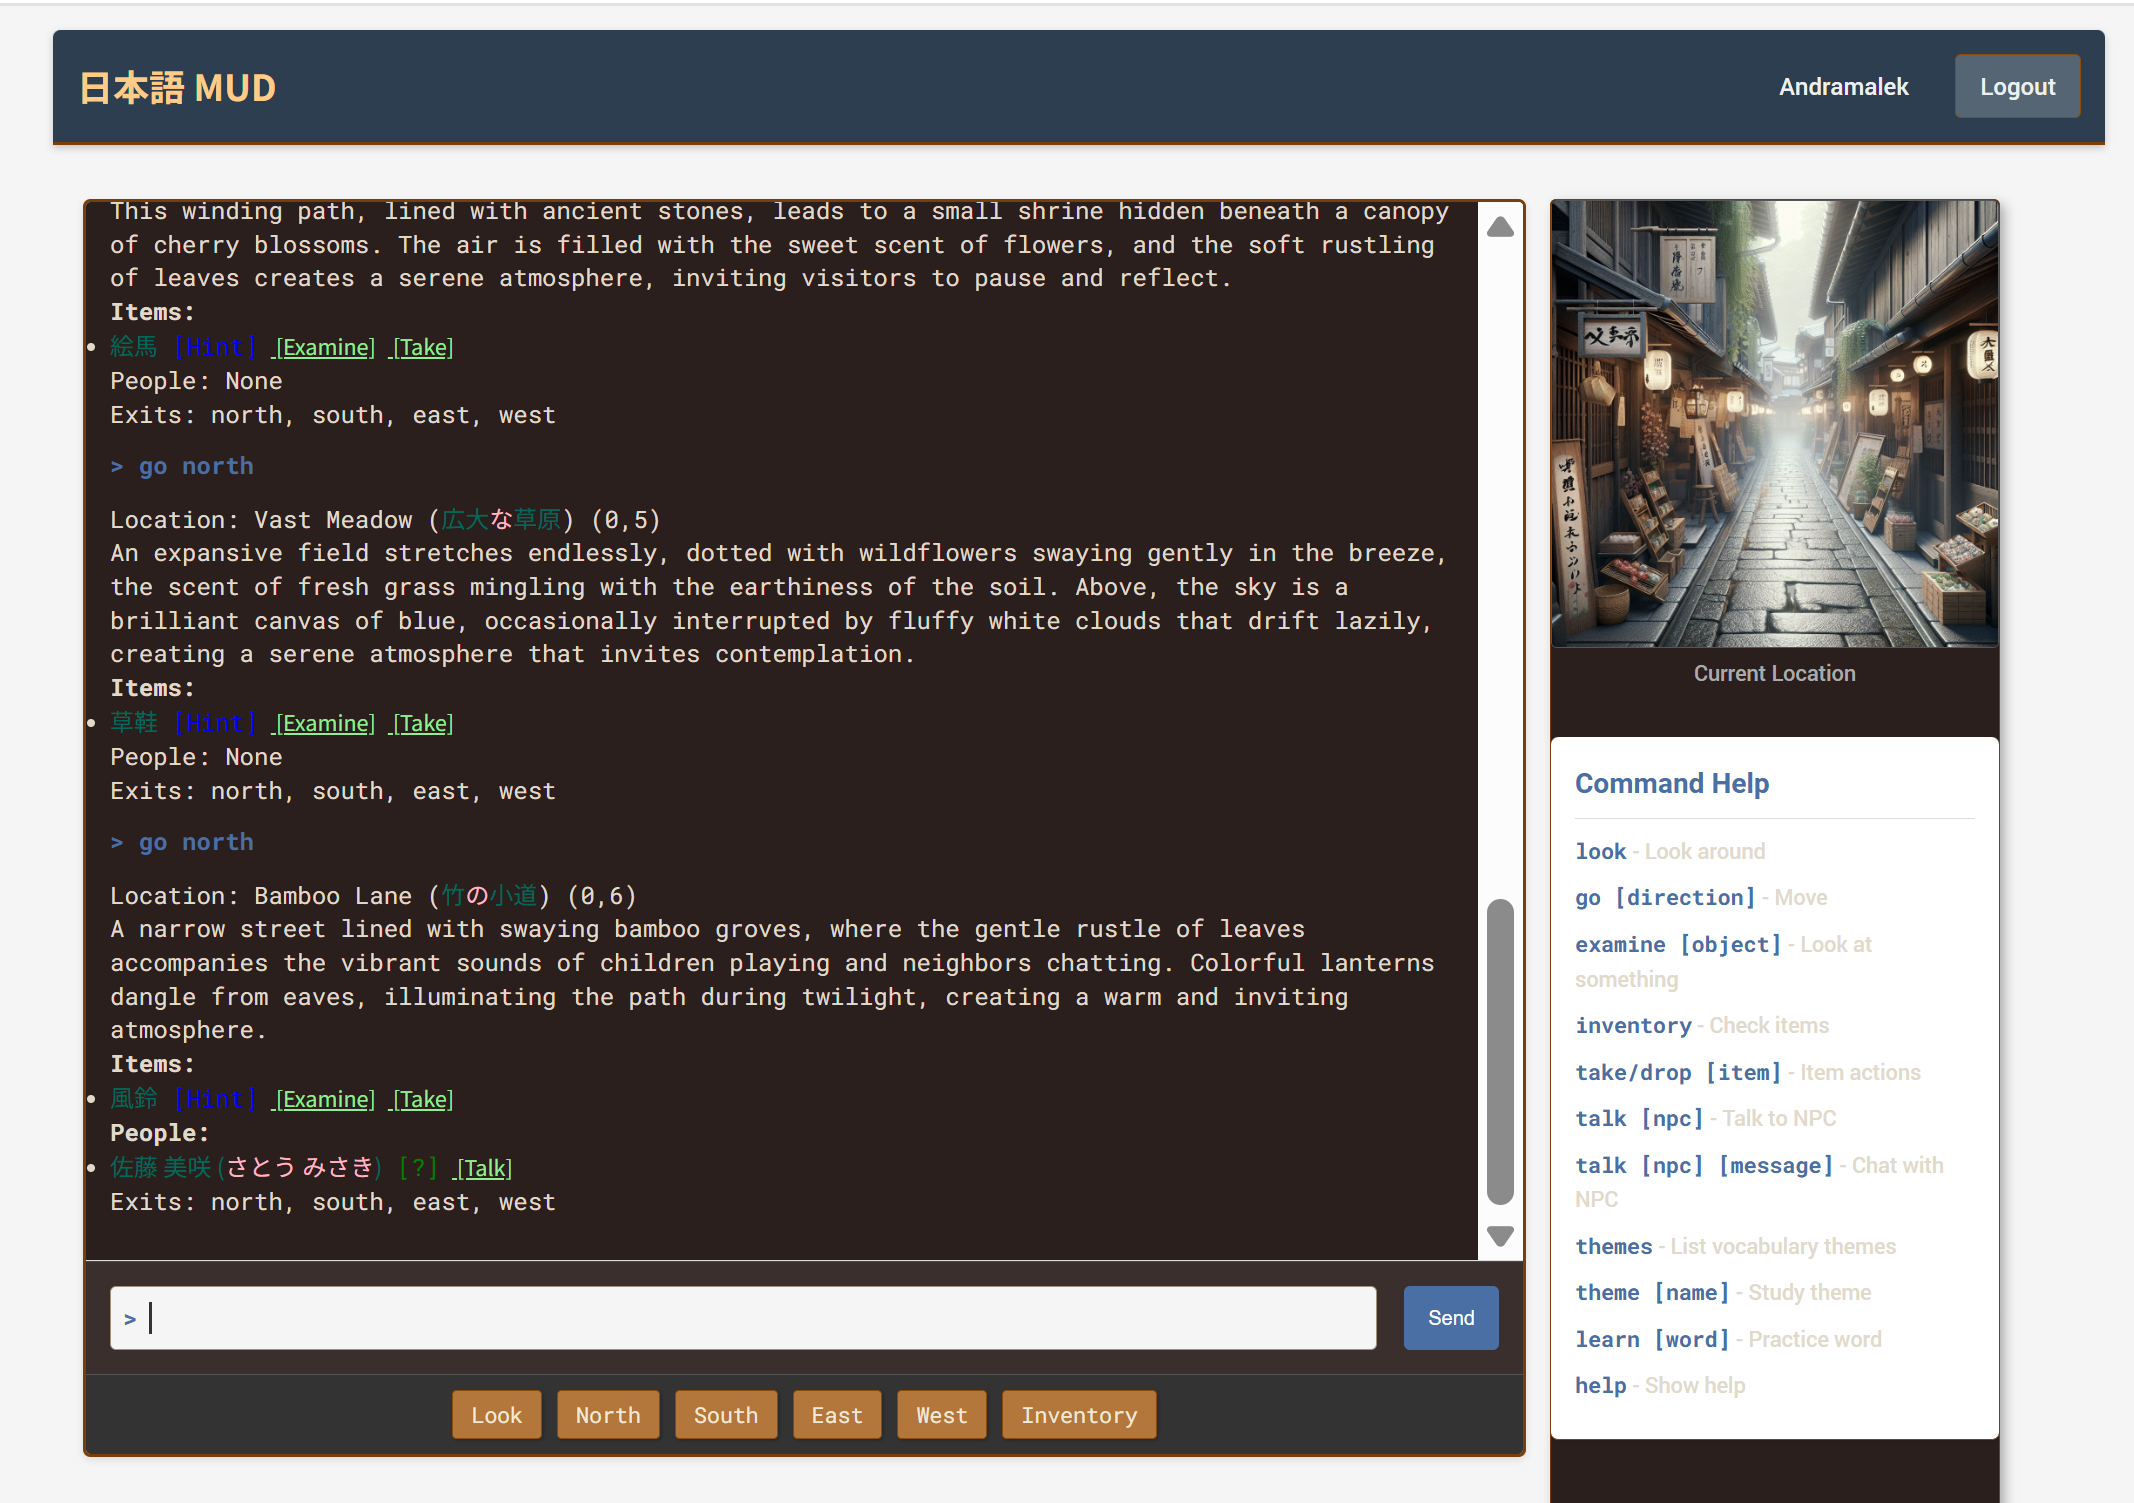 日本語 MUD
Andramalek
Logout
This winding path, lined with ancient stones, leads to a small shrine hidden beneath a canopy
of cherry blossoms. The air is filled with the sweet scent of flowers, and the soft rustling
of leaves creates a serene atmosphere, inviting visitors to pause and reflect.
Items:
絵馬 [Hint] [Examine] [Take]
People: None
Exits: north, south, east, west
> go north
Location: Vast Meadow (広大な草原) (0,5)
An expansive field stretches endlessly, dotted with wildflowers swaying gently in the breeze,
the scent of fresh grass mingling with the earthiness of the soil. Above, the sky is a
brilliant canvas of blue, occasionally interrupted by fluffy white clouds that drift lazily,
creating a serene atmosphere that invites contemplation.
Items:
草鞋 [Hint] [Examine] [Take]
People: None
Exits: north, south, east, west
> go north
Location: Bamboo Lane (竹の小道) (0,6)
A narrow street lined with swaying bamboo groves, where the gentle rustle of leaves
accompanies the vibrant sounds of children playing and neighbors chatting. Colorful lanterns
dangle from eaves, illuminating the path during twilight, creating a warm and inviting
atmosphere.
Items:
風鈴 [Hint] [Examine] [Take]
People:
佐藤 美咲 (さとう みさき) [?] [Talk]
Exits: north, south, east, west
>
Send
Look
North
South
East
West
Inventory
Current Location
Command Help
look - Look around
go [direction] - Move
examine [object] - Look at
something
inventory - Check items
take/drop [item] - Item actions
talk [npc] - Talk to NPC
talk [npc] [message] - Chat with
NPC
themes - List vocabulary themes
theme [name] - Study theme
learn [word] - Practice word
help - Show help